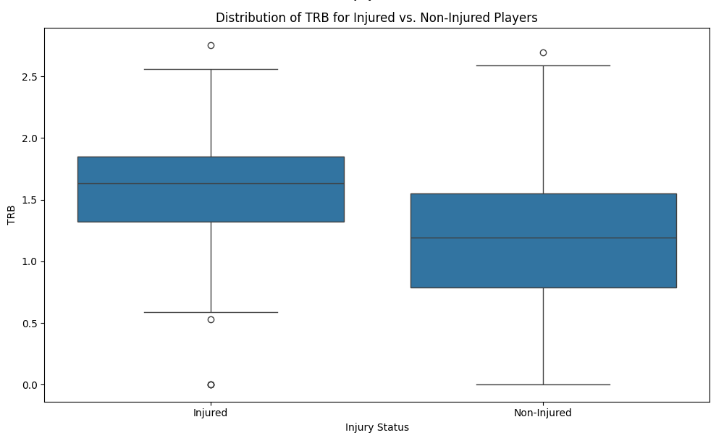 Distribution of TRB for Injured vs. Non-Injured Players
2.5
2.0
1.5
1.0
0.5
0.0
TRB
Injured
Non-Injured
Injury Status